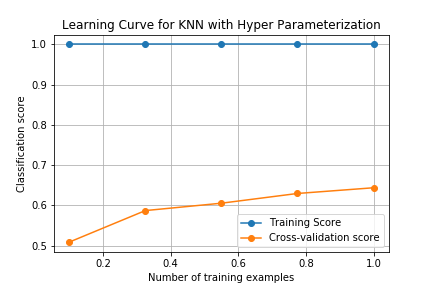 Learning Curve for KNN with Hyper Parameterization
1.0
0.9
0.8
0.7
0.6
0.5
Classification score
Training Score
Cross-validation score
0.2 0.4 0.6 0.8 1.0
Number of training examples